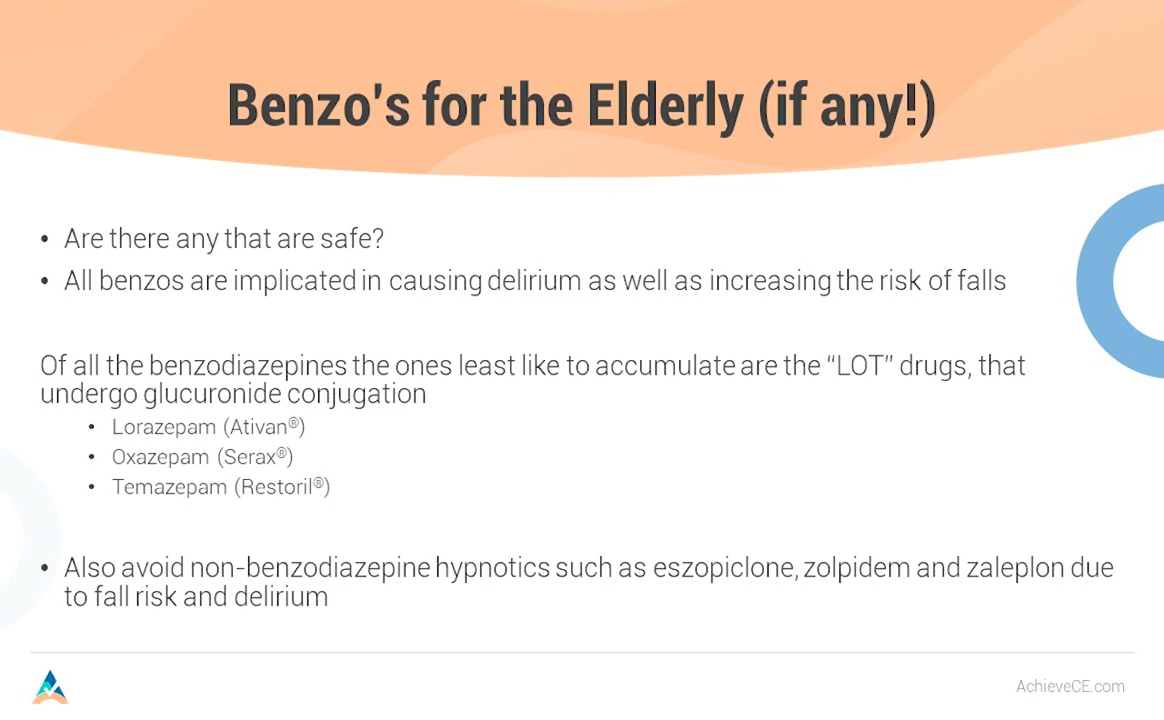 Benzo's for the Elderly (if any!)
• Are there any that are safe?
• All benzos are implicated in causing delirium as well as increasing the risk of falls
Of all the benzodiazepines the ones least like to accumulate are the “LOT” drugs, that
undergo glucuronide conjugation
• Lorazepam (Ativan®)
• Oxazepam (Serax®)
• Temazepam (Restoril®)
• Also avoid non-benzodiazepine hypnotics such as eszopiclone, zolpidem and zaleplon due
to fall risk and delirium
AchieveCE.com